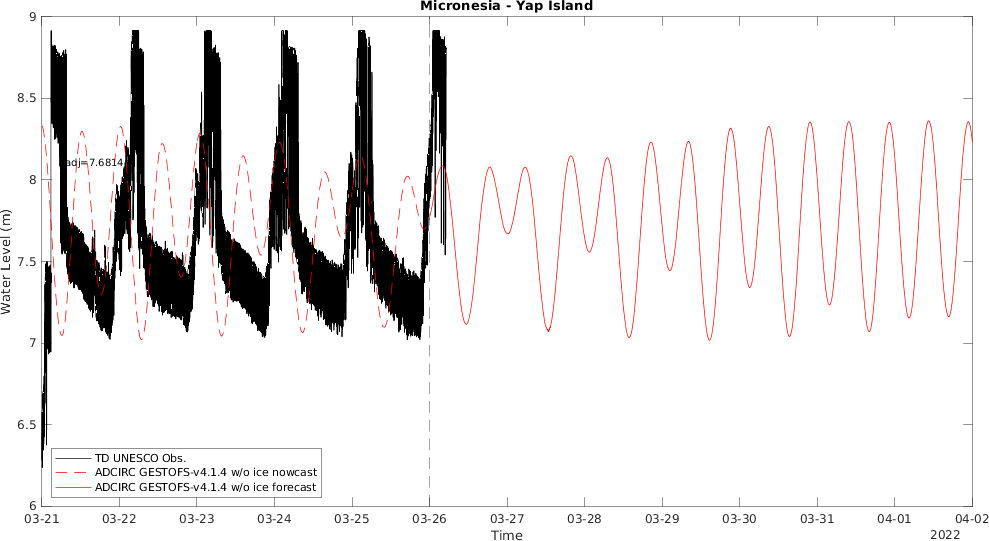 Micronesia - Yap Island
9
8.5
8
7.5
7
6.5
6
Water Level (m)
adj=7.6814
TD UNESCO Obs.
ADCIRC GESTOFS-v4.1.4 w/o ice nowcast
ADCIRC GESTOFS-v4.1.4 w/o ice forecast
03-21 03-22 03-23 03-24 03-25 03-26 03-27 03-28 03-29 03-30 03-31 04-01 04-02
Time
2022